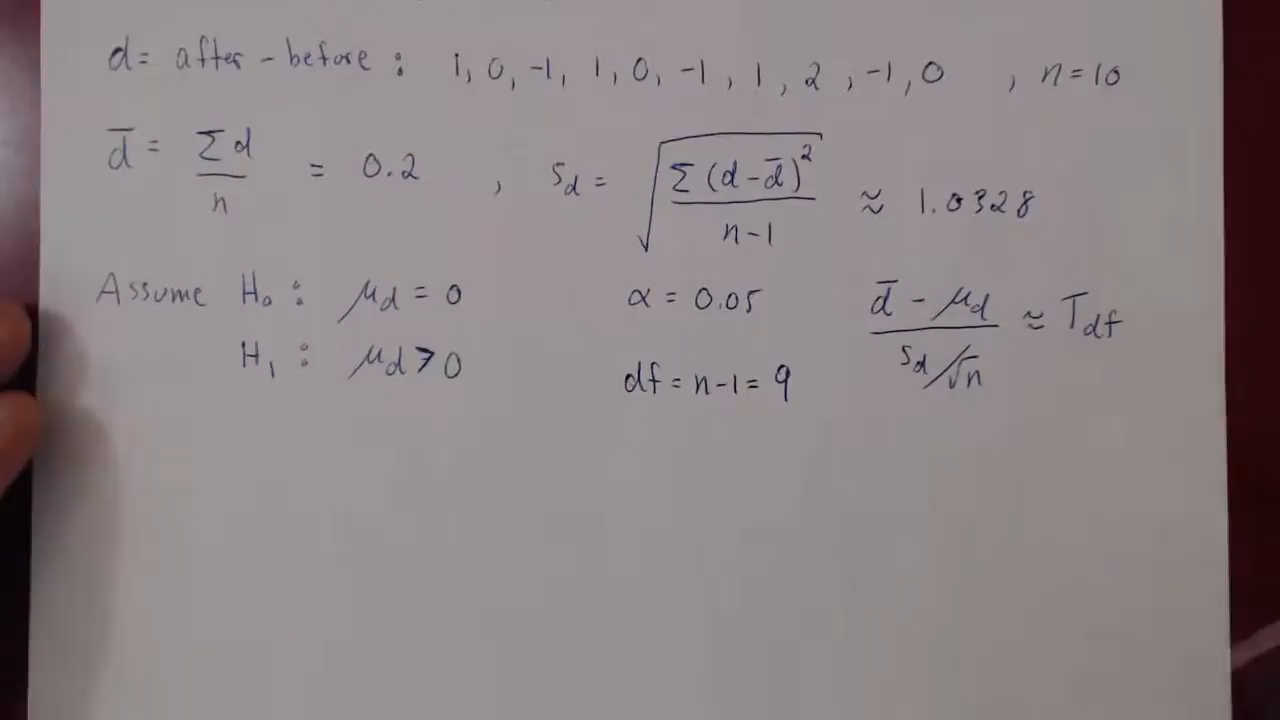 d = after - before : 1, 0, -1, 1, 0, -1, 1, 2, -1, 0 , n = 10
d̄ = Σd / n = 0.2 , s_d = √(Σ(d - d̄)² / (n-1)) ≈ 1.0328
Assume H₀ : μ_d = 0 α = 0.05 (d̄ - μ_d) / (s_d/√n) ≈ T_df
H₁ : μ_d > 0 df = n-1 = 9